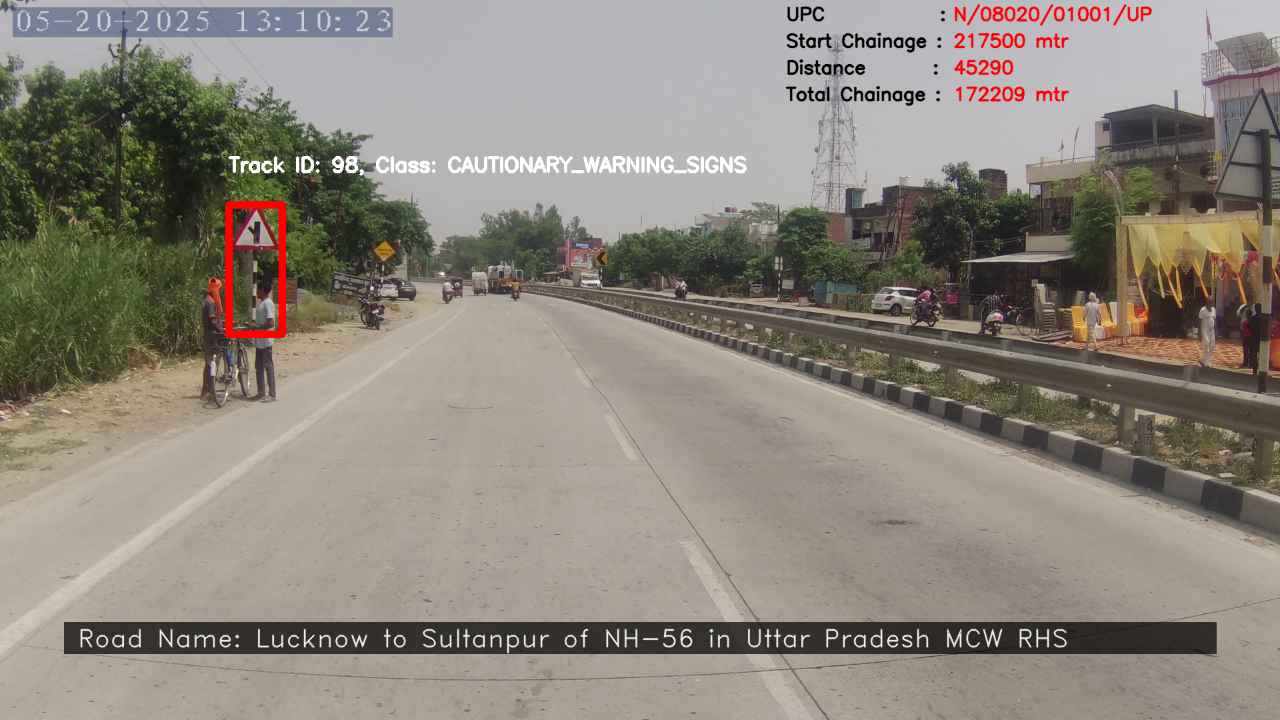 05-20-2025 13:10:23
UPC : N/08020/01001/UP
Start Chainage : 217500 mtr
Distance : 45290
Total Chainage : 172209 mtr
Track ID: 98, Class: CAUTIONARY_WARNING_SIGNS
Road Name: Lucknow to Sultanpur of NH-56 in Uttar Pradesh MCW RHS